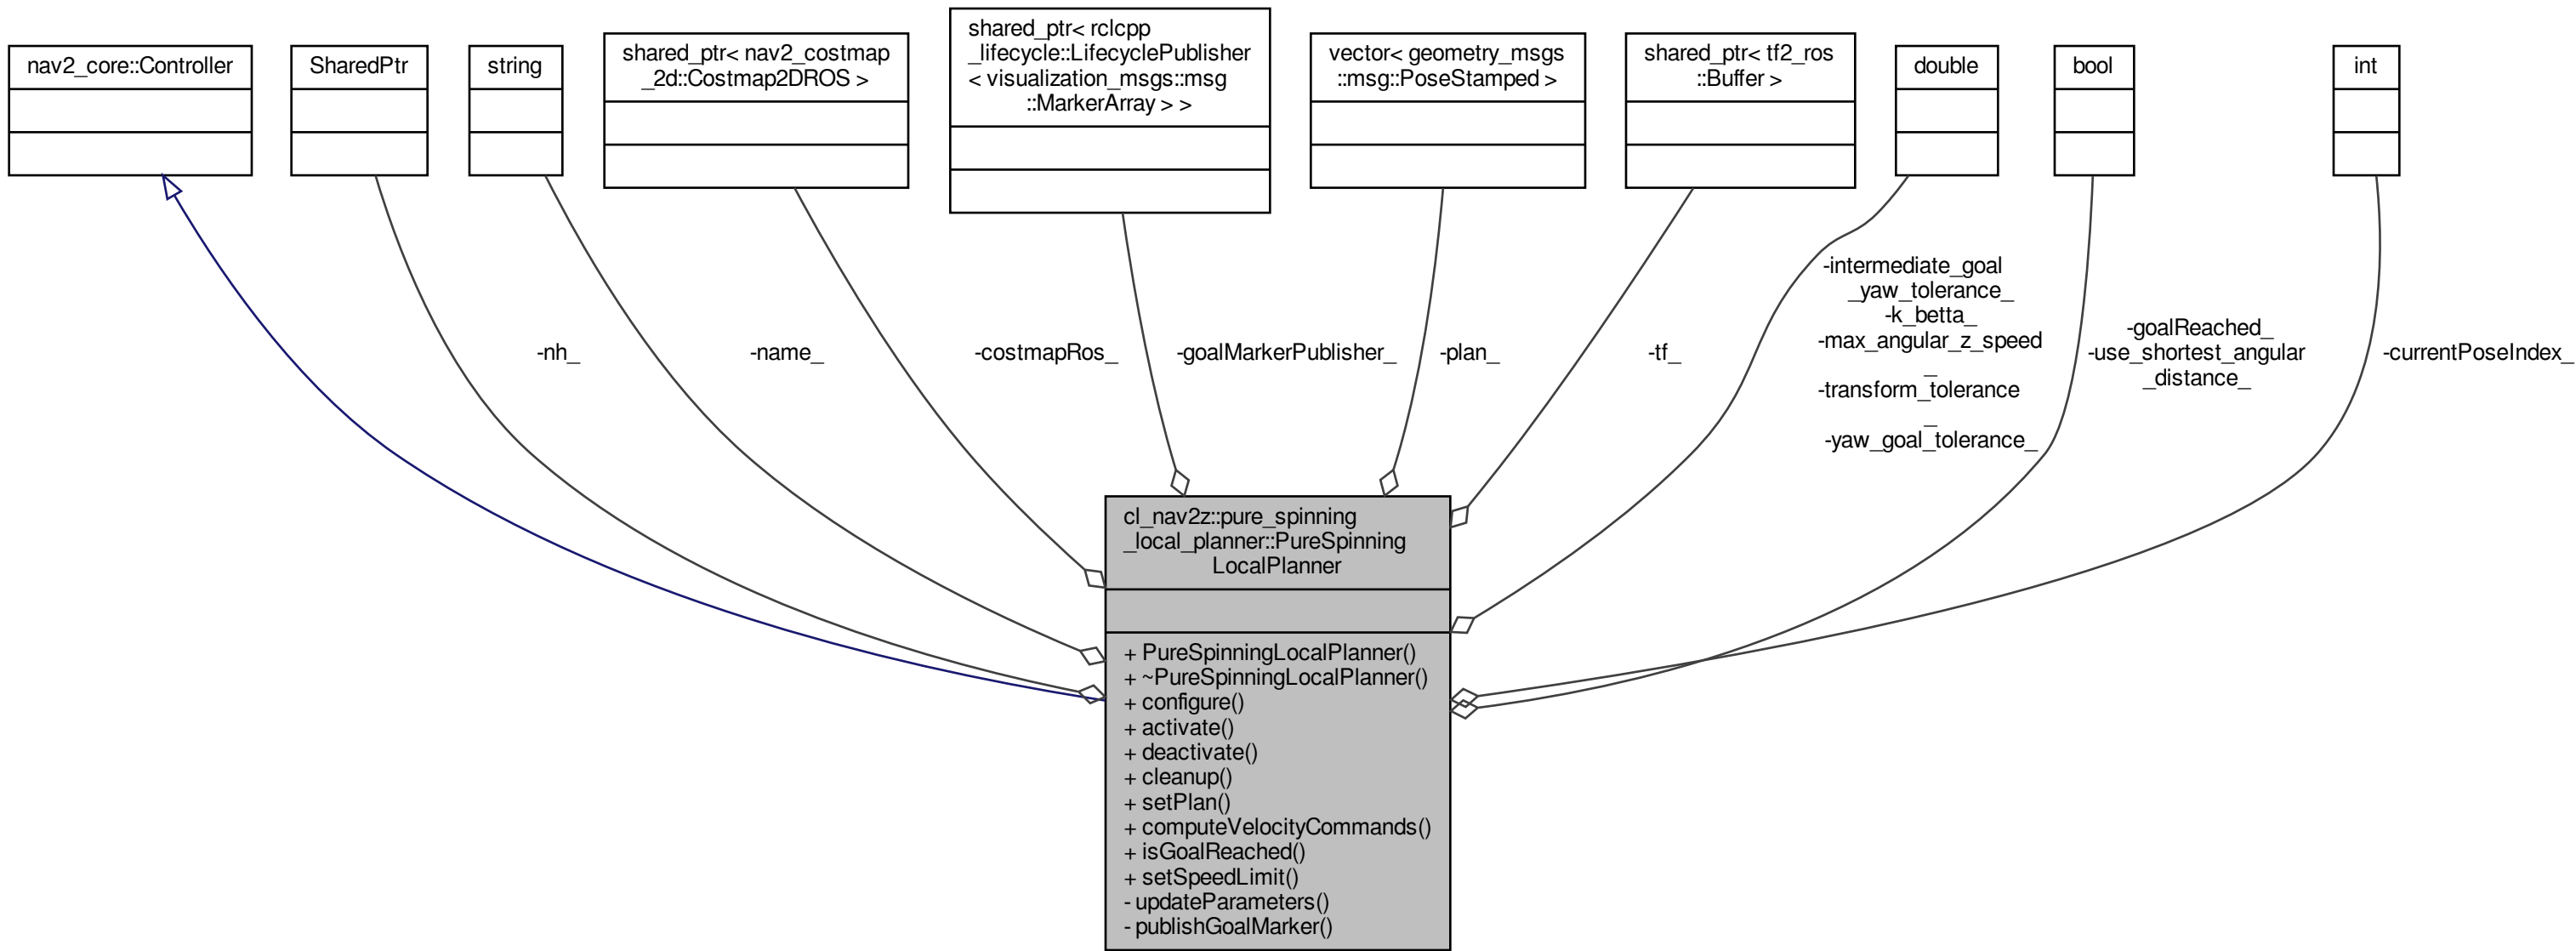 nav2_core::Controller
SharedPtr
string
shared_ptr< nav2_costmap
_2d::Costmap2DROS >
shared_ptr< rclcpp
_lifecycle::LifecyclePublisher
< visualization_msgs::msg
::MarkerArray > >
vector< geometry_msgs
::msg::PoseStamped >
shared_ptr< tf2_ros
::Buffer >
double
bool
int
-nh_
-name_
-costmapRos_
-goalMarkerPublisher_
-plan_
-tf_
-intermediate_goal
_yaw_tolerance_
-k_betta_
-max_angular_z_speed
_
-transform_tolerance
_
-yaw_goal_tolerance_
-goalReached_
-use_shortest_angular
_distance_
-currentPoseIndex_
cl_nav2z::pure_spinning
_local_planner::PureSpinning
LocalPlanner
+ PureSpinningLocalPlanner()
+ ~PureSpinningLocalPlanner()
+ configure()
+ activate()
+ deactivate()
+ cleanup()
+ setPlan()
+ computeVelocityCommands()
+ isGoalReached()
+ setSpeedLimit()
- updateParameters()
- publishGoalMarker()